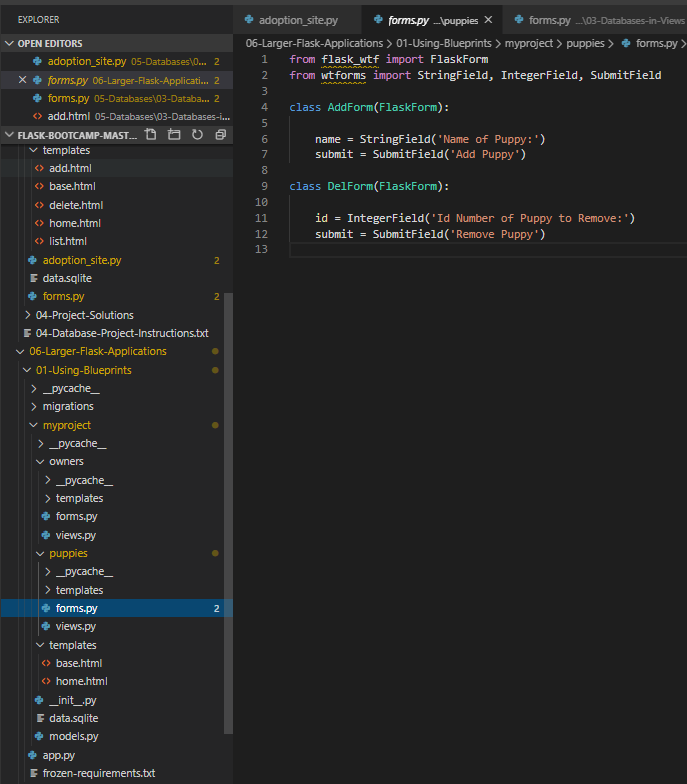 EXPLORER
OPEN EDITORS
adoption_site.py 05-Databases\0... 2
forms.py 06-Larger-Flask-Applicati... 2
forms.py 05-Databases\03-Databa... 2
add.html 05-Databases\03-Databases-i...
FLASK-BOOTCAMP-MAST...
templates
add.html
base.html
delete.html
home.html
list.html
adoption_site.py 2
data.sqlite
forms.py 2
04-Project-Solutions
04-Database-Project-Instructions.txt
06-Larger-Flask-Applications
01-Using-Blueprints
__pycache__
migrations
myproject
__pycache__
owners
__pycache__
templates
forms.py
views.py
puppies
__pycache__
templates
forms.py 2
views.py
templates
base.html
home.html
__init__.py
data.sqlite
models.py
app.py
frozen-requirements.txt
adoption_site.py forms.py ...\puppies forms.py ...\03-Databases-in-Views
06-Larger-Flask-Applications > 01-Using-Blueprints > myproject > puppies > forms.py >
1 from flask_wtf import FlaskForm
2 from wtforms import StringField, IntegerField, SubmitField
3
4 class AddForm(FlaskForm):
5
6 name = StringField('Name of Puppy:')
7 submit = SubmitField('Add Puppy')
8
9 class DelForm(FlaskForm):
10
11 id = IntegerField('Id Number of Puppy to Remove:')
12 submit = SubmitField('Remove Puppy')
13